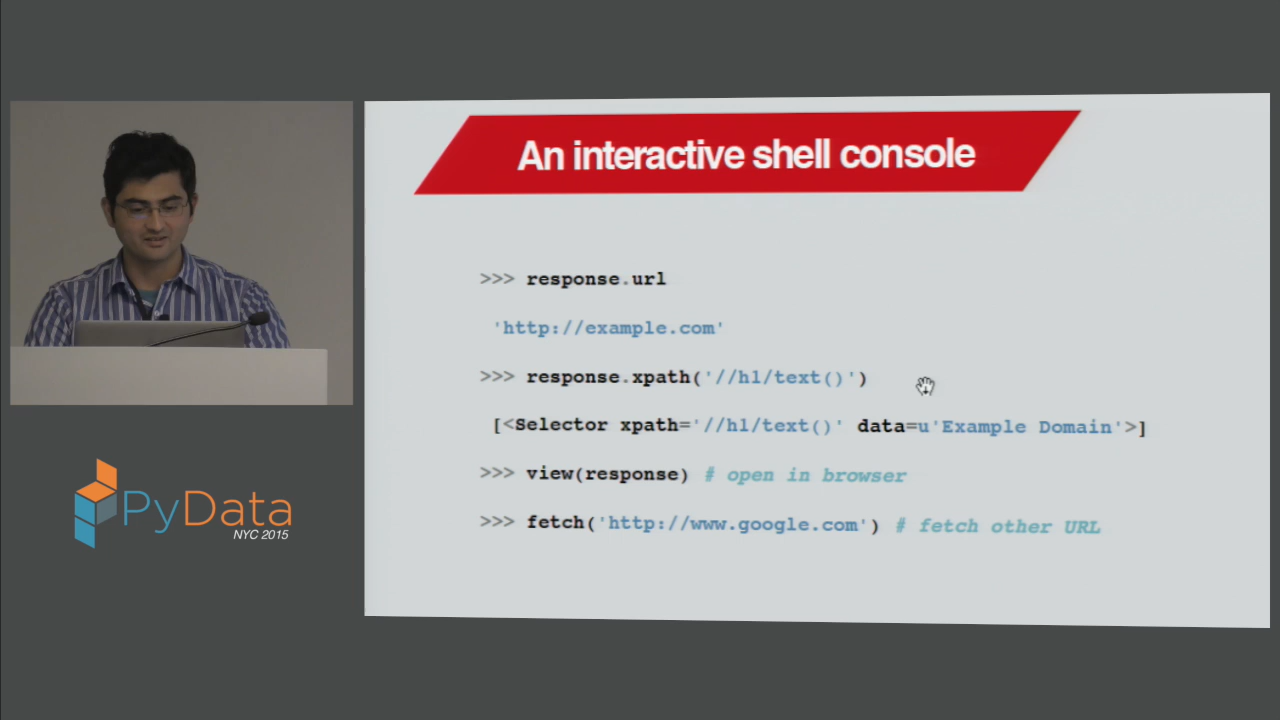 An interactive shell console
>>> response.url
'http://example.com'
>>> response.xpath('//h1/text()')
[<Selector xpath='//h1/text()' data=u'Example Domain'>]
>>> view(response) # open in browser
>>> fetch('http://www.google.com') # fetch other URL
PyData
NYC 2015